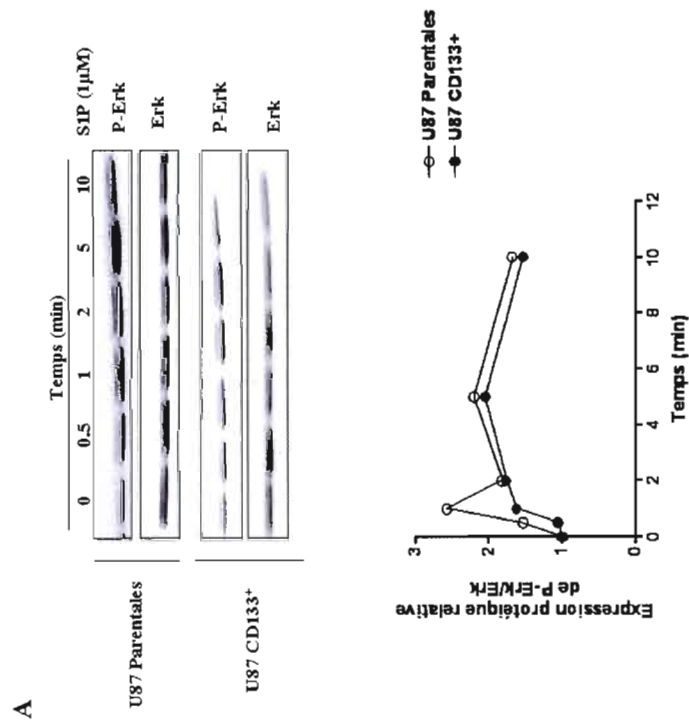 A
Temps (min)
0 0.5 1 2 5 10 S1P (1µM)
U87 Parentales
P-Erk
Erk
U87 CD133+
P-Erk
Erk
Expression protéique relative
de P-Erk/Erk
3
2
1
0
0 2 4 6 8 10 12
Temps (min)
U87 Parentales
U87 CD133+